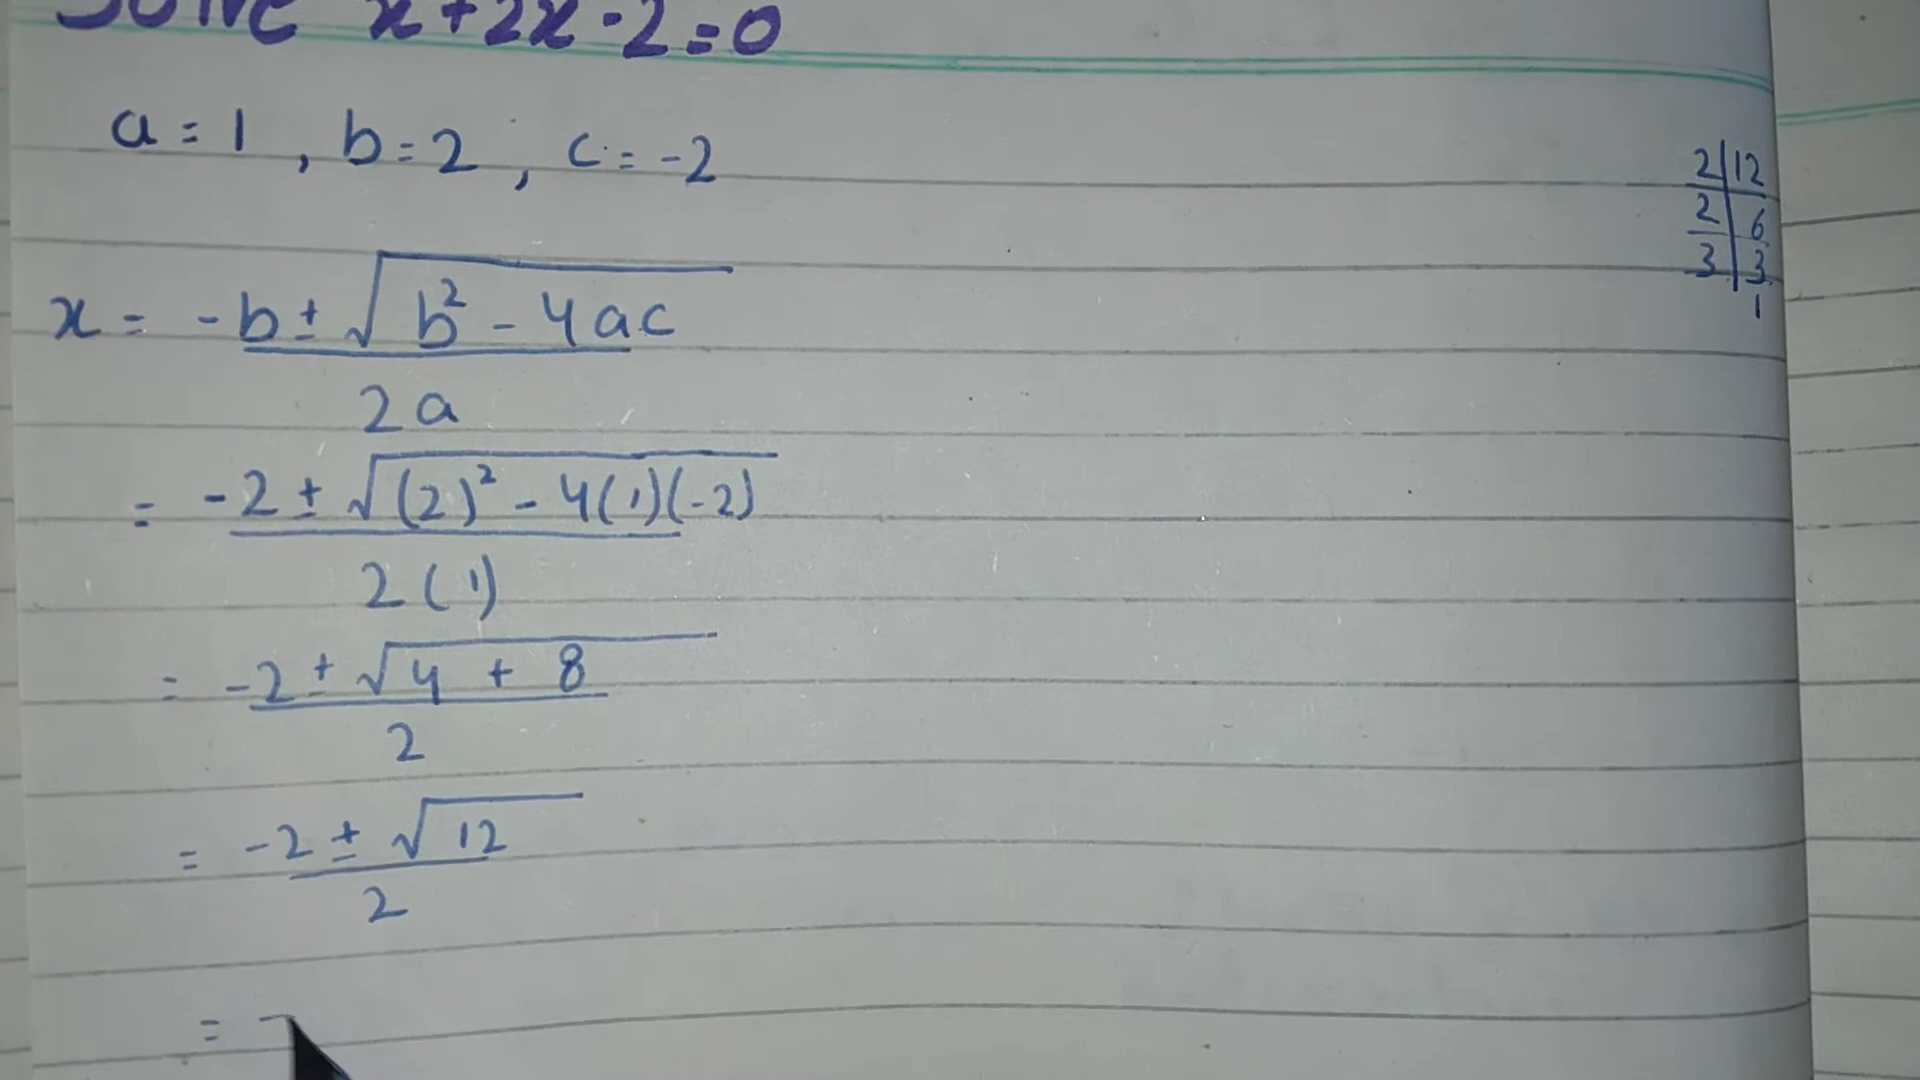 Solve x+2x-2=0
a=1, b=2, c=-2
x = -b ± √b² - 4ac
2a
= -2 ± √(2)² - 4(1)(-2)
2(1)
= -2 ± √4 + 8
2
= -2 ± √12
2
= -
2|12
2|6
3|3
1